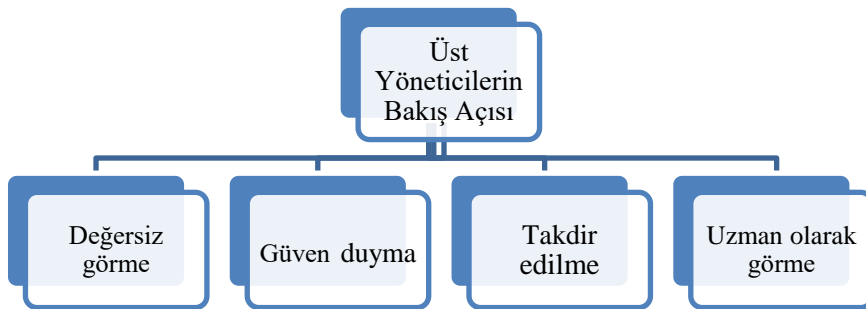 Üst
Yöneticilerin
Bakış Açısı
Değersiz
görme
Güven duyma
Takdir
edilme
Uzman olarak
görme